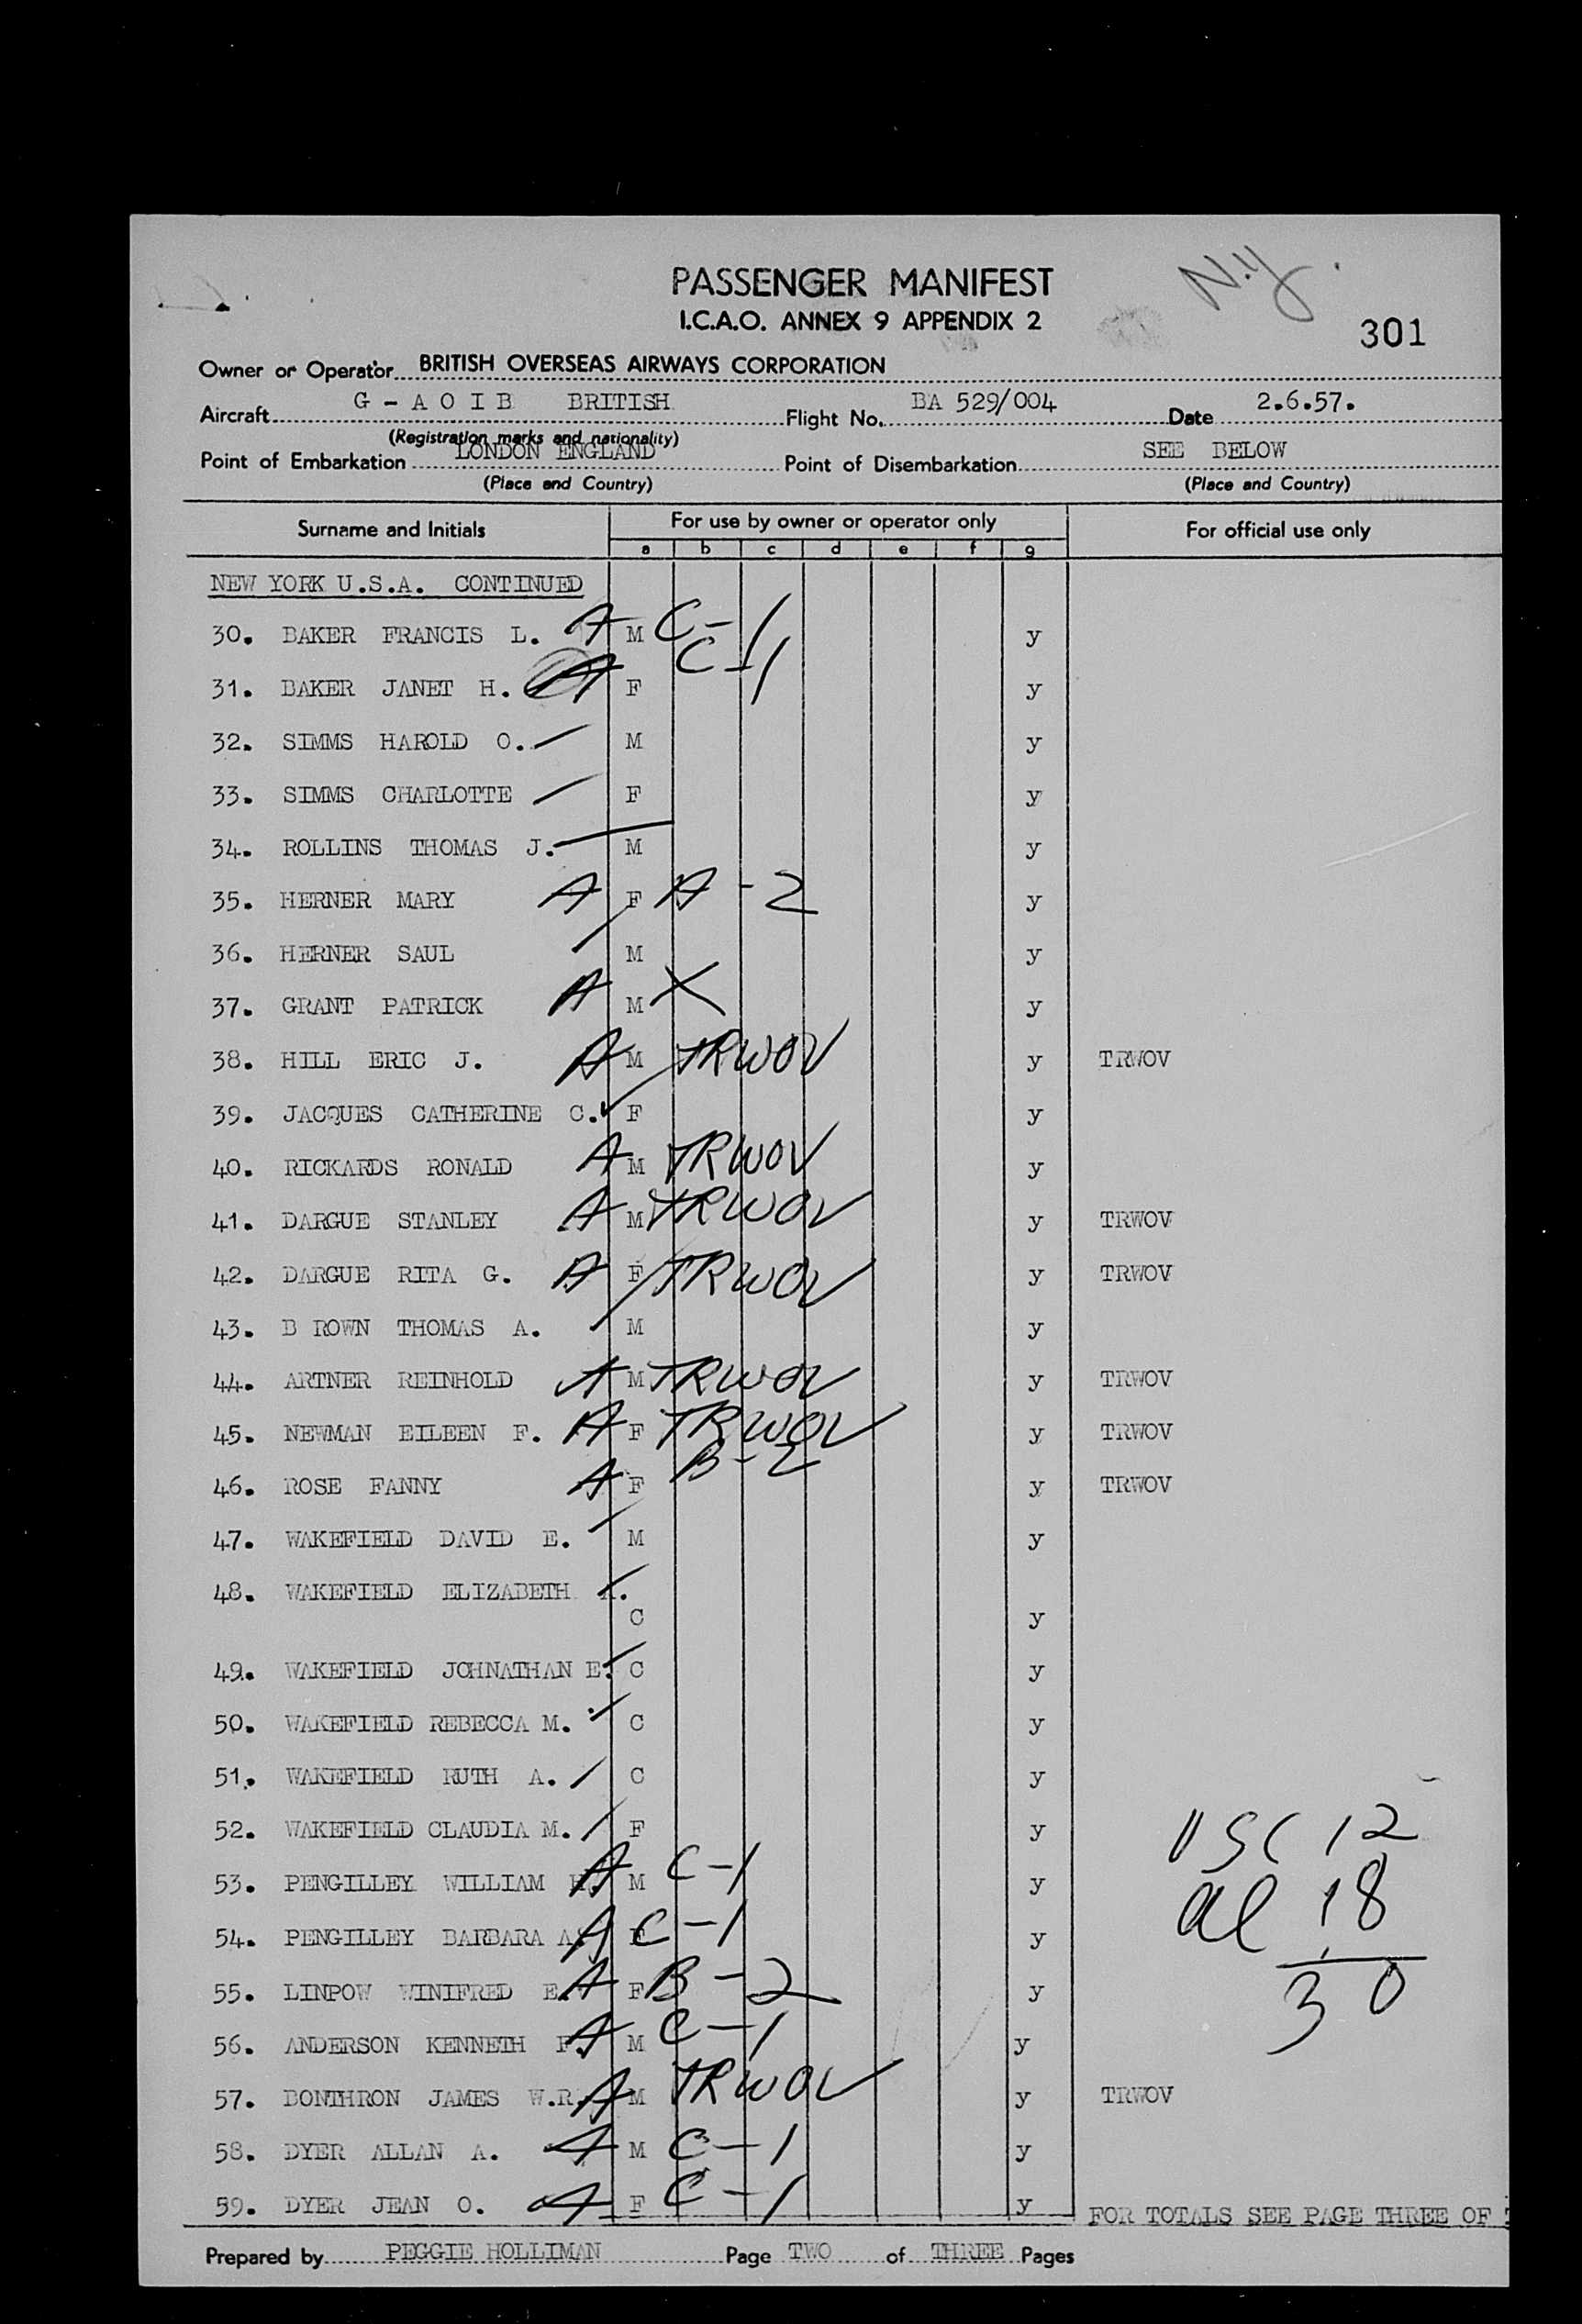 N.Y.
PASSENGER MANIFEST
I.C.A.O. ANNEX 9 APPENDIX 2
301
Owner or Operator BRITISH OVERSEAS AIRWAYS CORPORATION
Aircraft G - A O I B BRITISH Flight No. BA 529/004 Date 2.6.57.
(Registration marks and nationality)
Point of Embarkation LONDON ENGLAND Point of Disembarkation SEE BELOW
(Place and Country) (Place and Country)
Surname and Initials For use by owner or operator only For official use only
a b c d e f g
NEW YORK U.S.A. CONTINUED
30. BAKER FRANCIS L. A M C-1 y
31. BAKER JANET H. A F C-1 y
32. SIMMS HAROLD O. M y
33. SIMMS CHARLOTTE F y
34. ROLLINS THOMAS J. M y
35. HERNER MARY A F A-2 y
36. HERNER SAUL M y
37. GRANT PATRICK A M X y
38. HILL ERIC J. A M TRWOV y TRWOV
39. JACQUES CATHERINE C. F y
40. RICKARDS RONALD A M TRWOV y
41. DARGUE STANLEY A M TRWOV y TRWOV
42. DARGUE RITA G. A F TRWOV y TRWOV
43. B ROWN THOMAS A. M y
44. ARTNER REINHOLD A M TRWOV y TRWOV
45. NEWMAN EILEEN F. A F TRWOV y TRWOV
46. ROSE FANNY A F B-2 y TRWOV
47. WAKEFIELD DAVID E. M y
48. WAKEFIELD ELIZABETH
C y
49. WAKEFIELD JOHNATHAN E. C y
50. WAKEFIELD REBECCA M. C y
51. WAKEFIELD RUTH A. C y
52. WAKEFIELD CLAUDIA M. F y
53. PENGILLEY WILLIAM A M C-1 y
54. PENGILLEY BARBARA A. A F C-1 y
55. LINPOW WINIFRED E. A F B-2 y
56. ANDERSON KENNETH A M C-1 y
57. BONTHRON JAMES W.R. A M TRWOV y TRWOV
58. DYER ALLAN A. A M C-1 y
59. DYER JEAN O. A F C-1 y
USC 12
al 18
30
FOR TOTALS SEE PAGE THREE OF
Prepared by PEGGIE HOLLIMAN Page TWO of THREE Pages